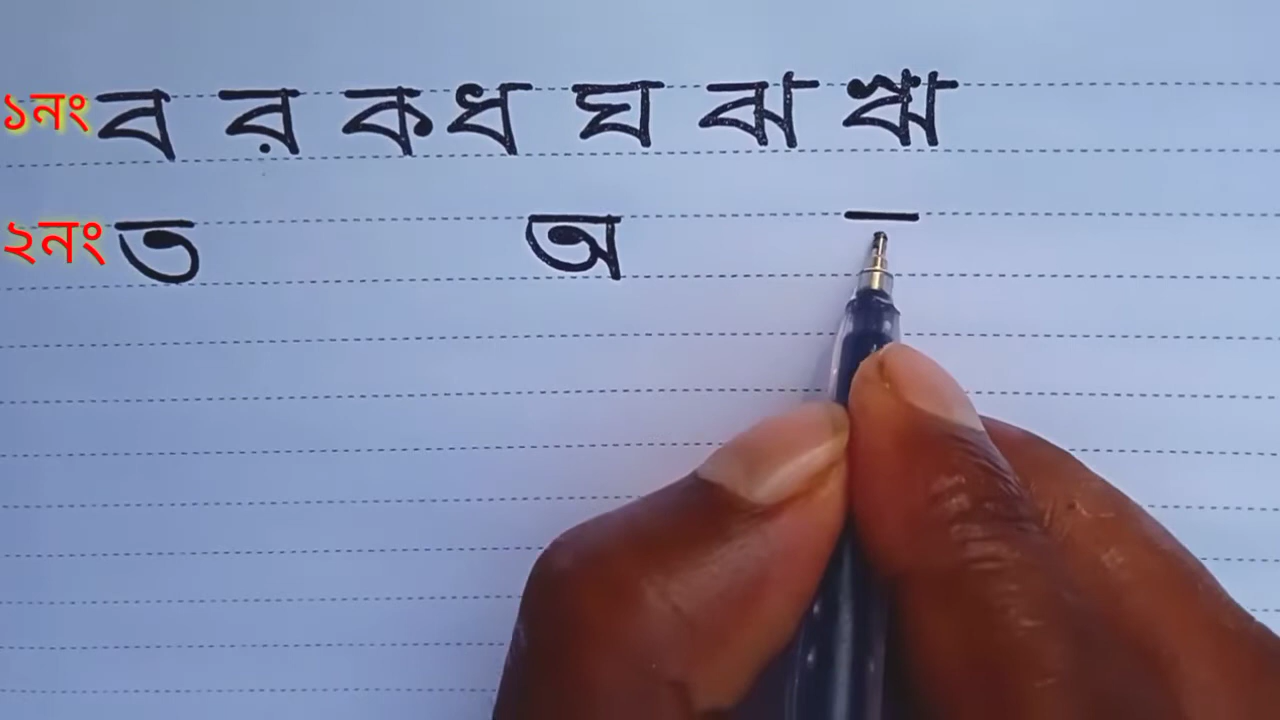 ১নং ব র ক ধ ঘ ঝ ঋ
২নং ত অ